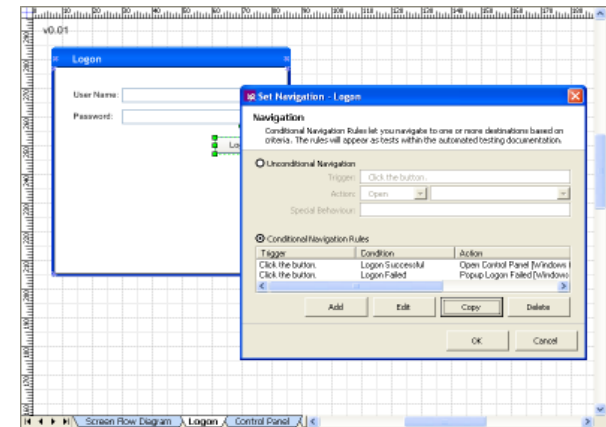 v0.01
Logon
User Name:
Password:
Lo
Set Navigation - Logon
Navigation
Conditional Navigation Rules let you navigate to one or more destinations based on
criteria. The rules will appear as tests within the automated testing documentation.
Unconditional Navigation
Trigger: Click the button.
Action: Open
Special Behaviour:
Conditional Navigation Rules
Trigger Condition Action
Click the button. Logon Successful Open Control Panel [Windows
Click the button. Logon Failed Popup Logon Failed [Windows
Add Edit Copy Delete
OK Cancel
Screen Flow Diagram Logon Control Panel